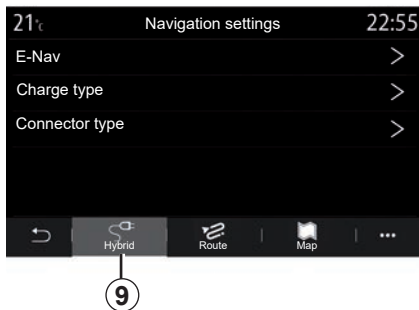 21°c Navigation settings 22:55
E-Nav
Charge type
Connector type
Hybrid Route Map
9